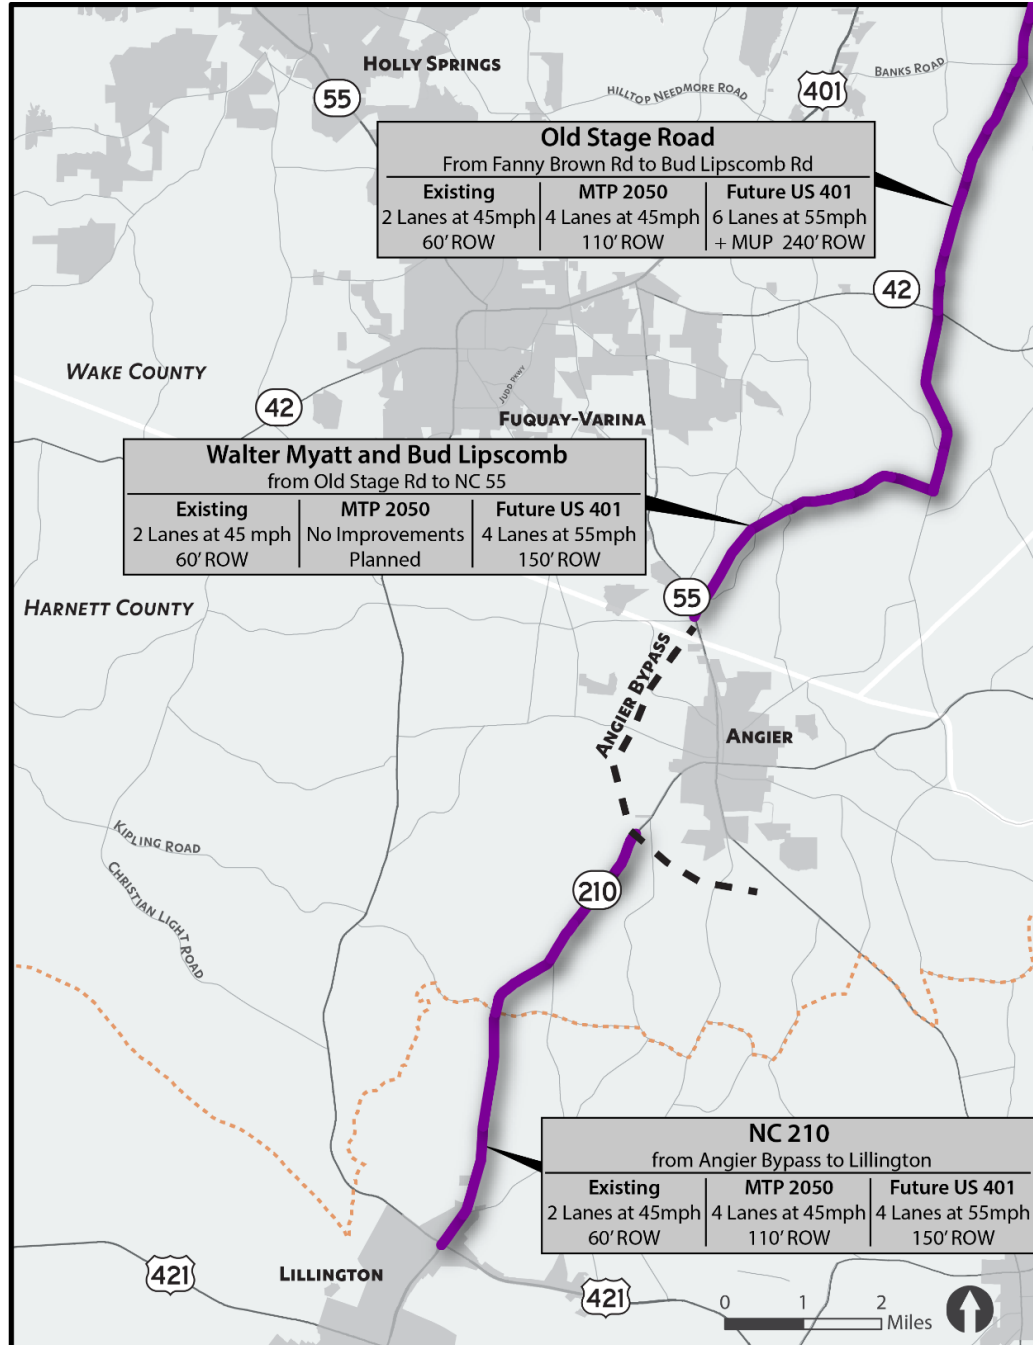 HOLLY SPRINGS
55
401
BANKS ROAD
HILLTOP NEEDMORE ROAD
Old Stage Road
From Fanny Brown Rd to Bud Lipscomb Rd
Existing MTP 2050 Future US 401
2 Lanes at 45mph 4 Lanes at 45mph 6 Lanes at 55mph
60' ROW 110' ROW + MUP 240' ROW
42
WAKE COUNTY
42
JUDD PKWY
FUQUAY-VARINA
Walter Myatt and Bud Lipscomb
from Old Stage Rd to NC 55
Existing MTP 2050 Future US 401
2 Lanes at 45 mph No Improvements 4 Lanes at 55mph
60' ROW Planned 150' ROW
HARNETT COUNTY
55
ANGIER BYPASS
ANGIER
KIPLING ROAD
CHRISTIAN LIGHT ROAD
210
NC 210
from Angier Bypass to Lillington
Existing MTP 2050 Future US 401
2 Lanes at 45mph 4 Lanes at 45mph 4 Lanes at 55mph
60' ROW 110' ROW 150' ROW
421
LILLINGTON
421
0 1 2
Miles